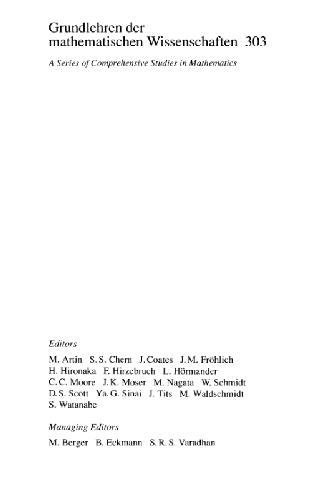 Grundlehren der
mathematischen Wissenschaften 303
A Series of Comprehensive Studies in Mathematics
Editors
M. Artin S. S. Chern J. Coates J. M. Fröhlich
H. Hironaka F. Hirzebruch L. Hörmander
C. C. Moore J. K. Moser M. Nagata W. Schmidt
D. S. Scott Ya. G. Sinai J. Tits M. Waldschmidt
S. Watanabe
Managing Editors
M. Berger B. Eckmann S. R. S. Varadhan